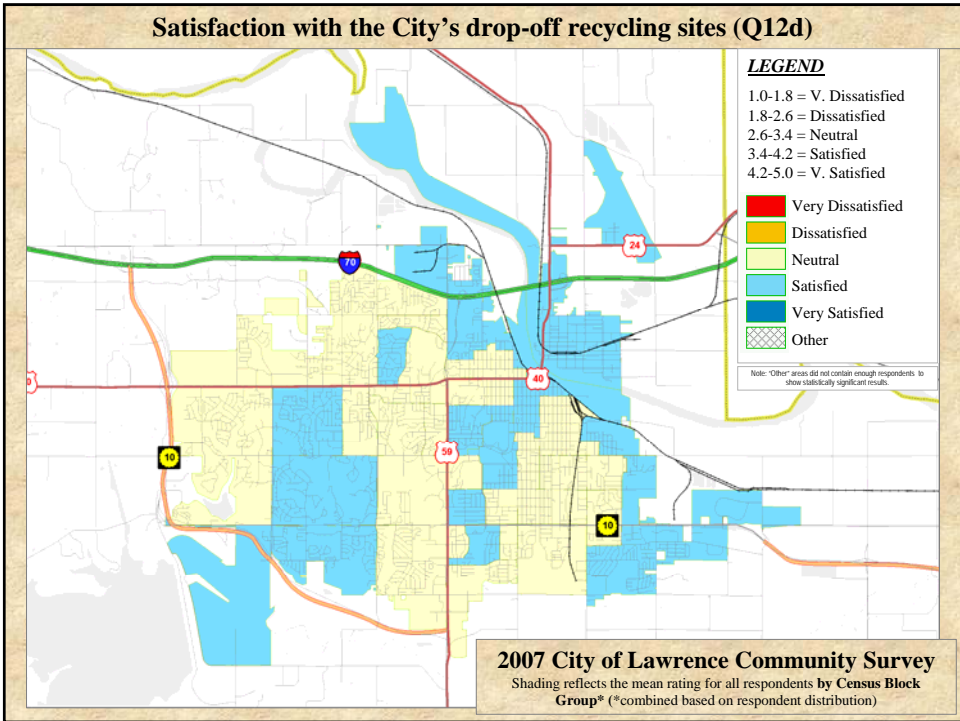 Satisfaction with the City's drop-off recycling sites (Q12d)
LEGEND
1.0-1.8 = V. Dissatisfied
1.8-2.6 = Dissatisfied
2.6-3.4 = Neutral
3.4-4.2 = Satisfied
4.2-5.0 = V. Satisfied
Very Dissatisfied
Dissatisfied
Neutral
Satisfied
Very Satisfied
Other
Note: "Other" areas did not contain enough respondents to
show statistically significant results.
24
70
40
59
10
10
2007 City of Lawrence Community Survey
Shading reflects the mean rating for all respondents by Census Block
Group* (*combined based on respondent distribution)